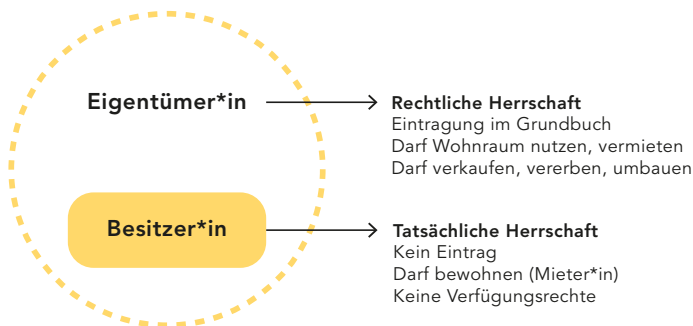 Eigentümer*in
Rechtliche Herrschaft
Eintragung im Grundbuch
Darf Wohnraum nutzen, vermieten
Darf verkaufen, vererben, umbauen
Besitzer*in
Tatsächliche Herrschaft
Kein Eintrag
Darf bewohnen (Mieter*in)
Keine Verfügungsrechte